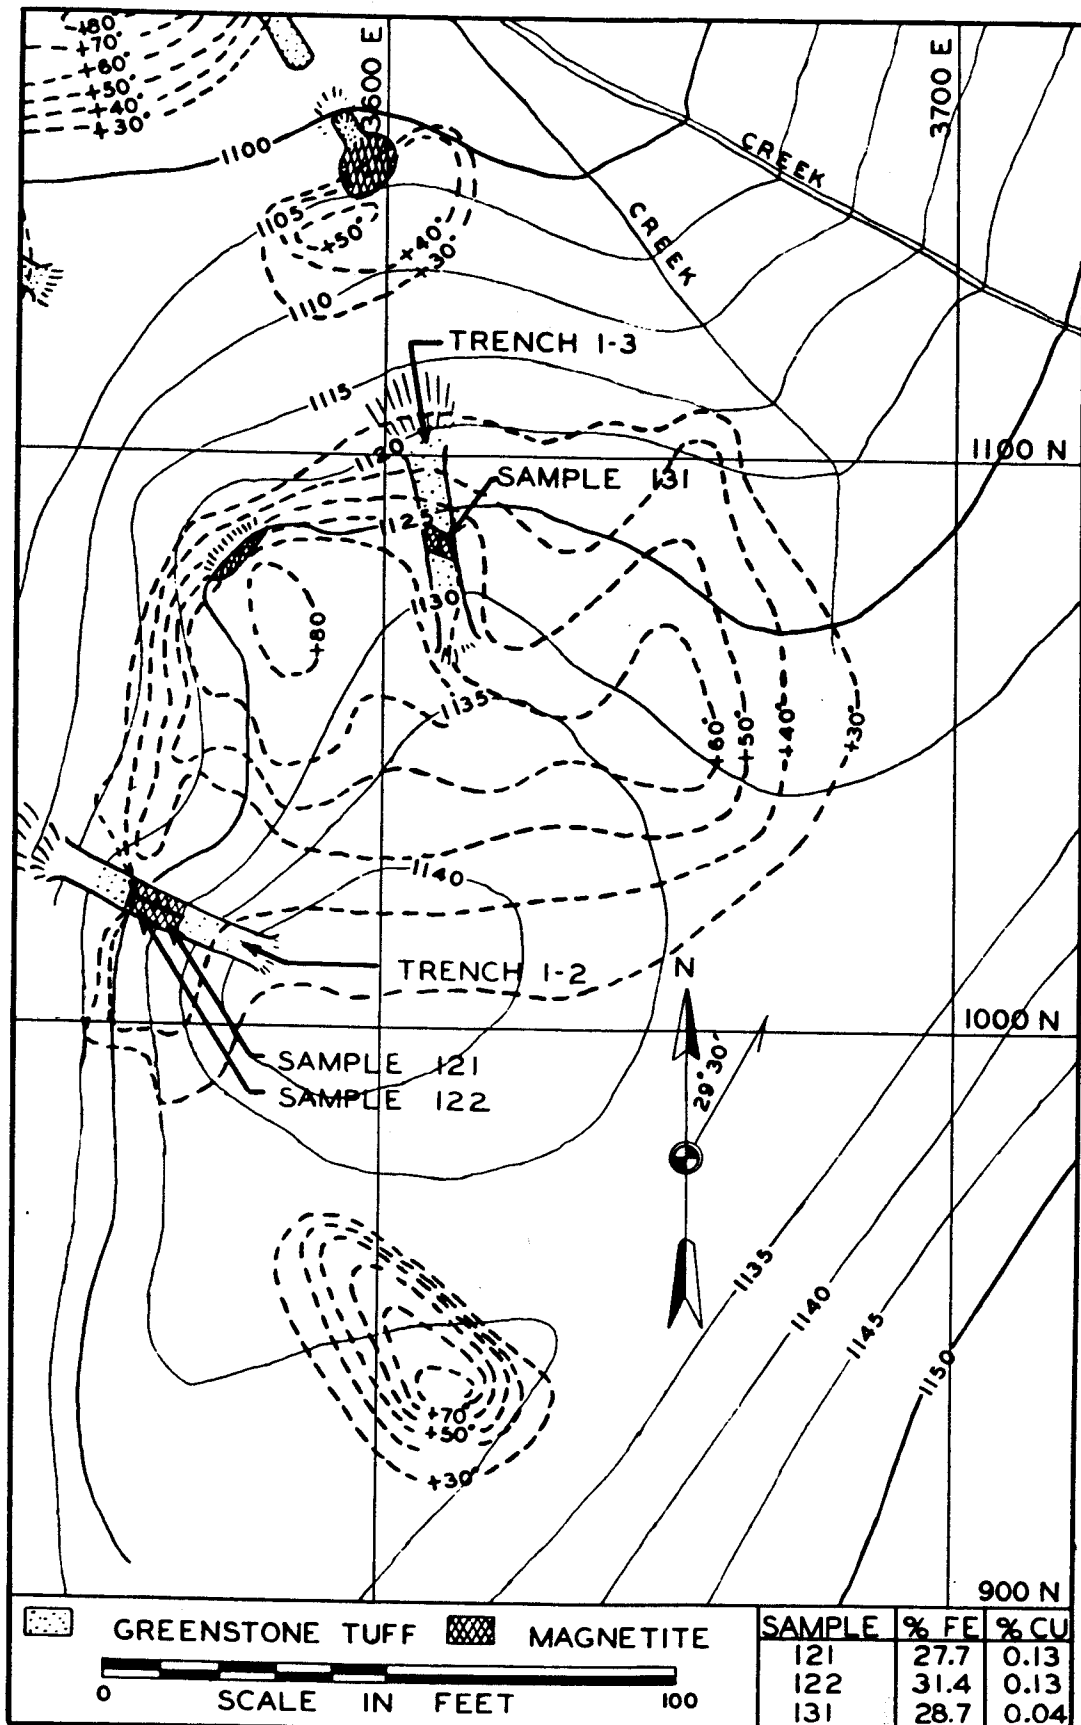 +80°
+70°
+60°
+50°
+40°
+30°
3600 E
3700 E
1100
CREEK
CREEK
1105
+50°
+40°
+30°
1110
TRENCH 1-3
1115
1100 N
1120
SAMPLE 131
1125
1130
+80
1135
+60°
+50°
+40°
+30°
1140
TRENCH 1-2
N
29° 30'
1000 N
SAMPLE 121
SAMPLE 122
1135
1140
1145
1150
+70°
+50°
+30°
900 N
GREENSTONE TUFF
MAGNETITE
0 100
SCALE IN FEET
SAMPLE % FE % CU
121 27.7 0.13
122 31.4 0.13
131 28.7 0.04